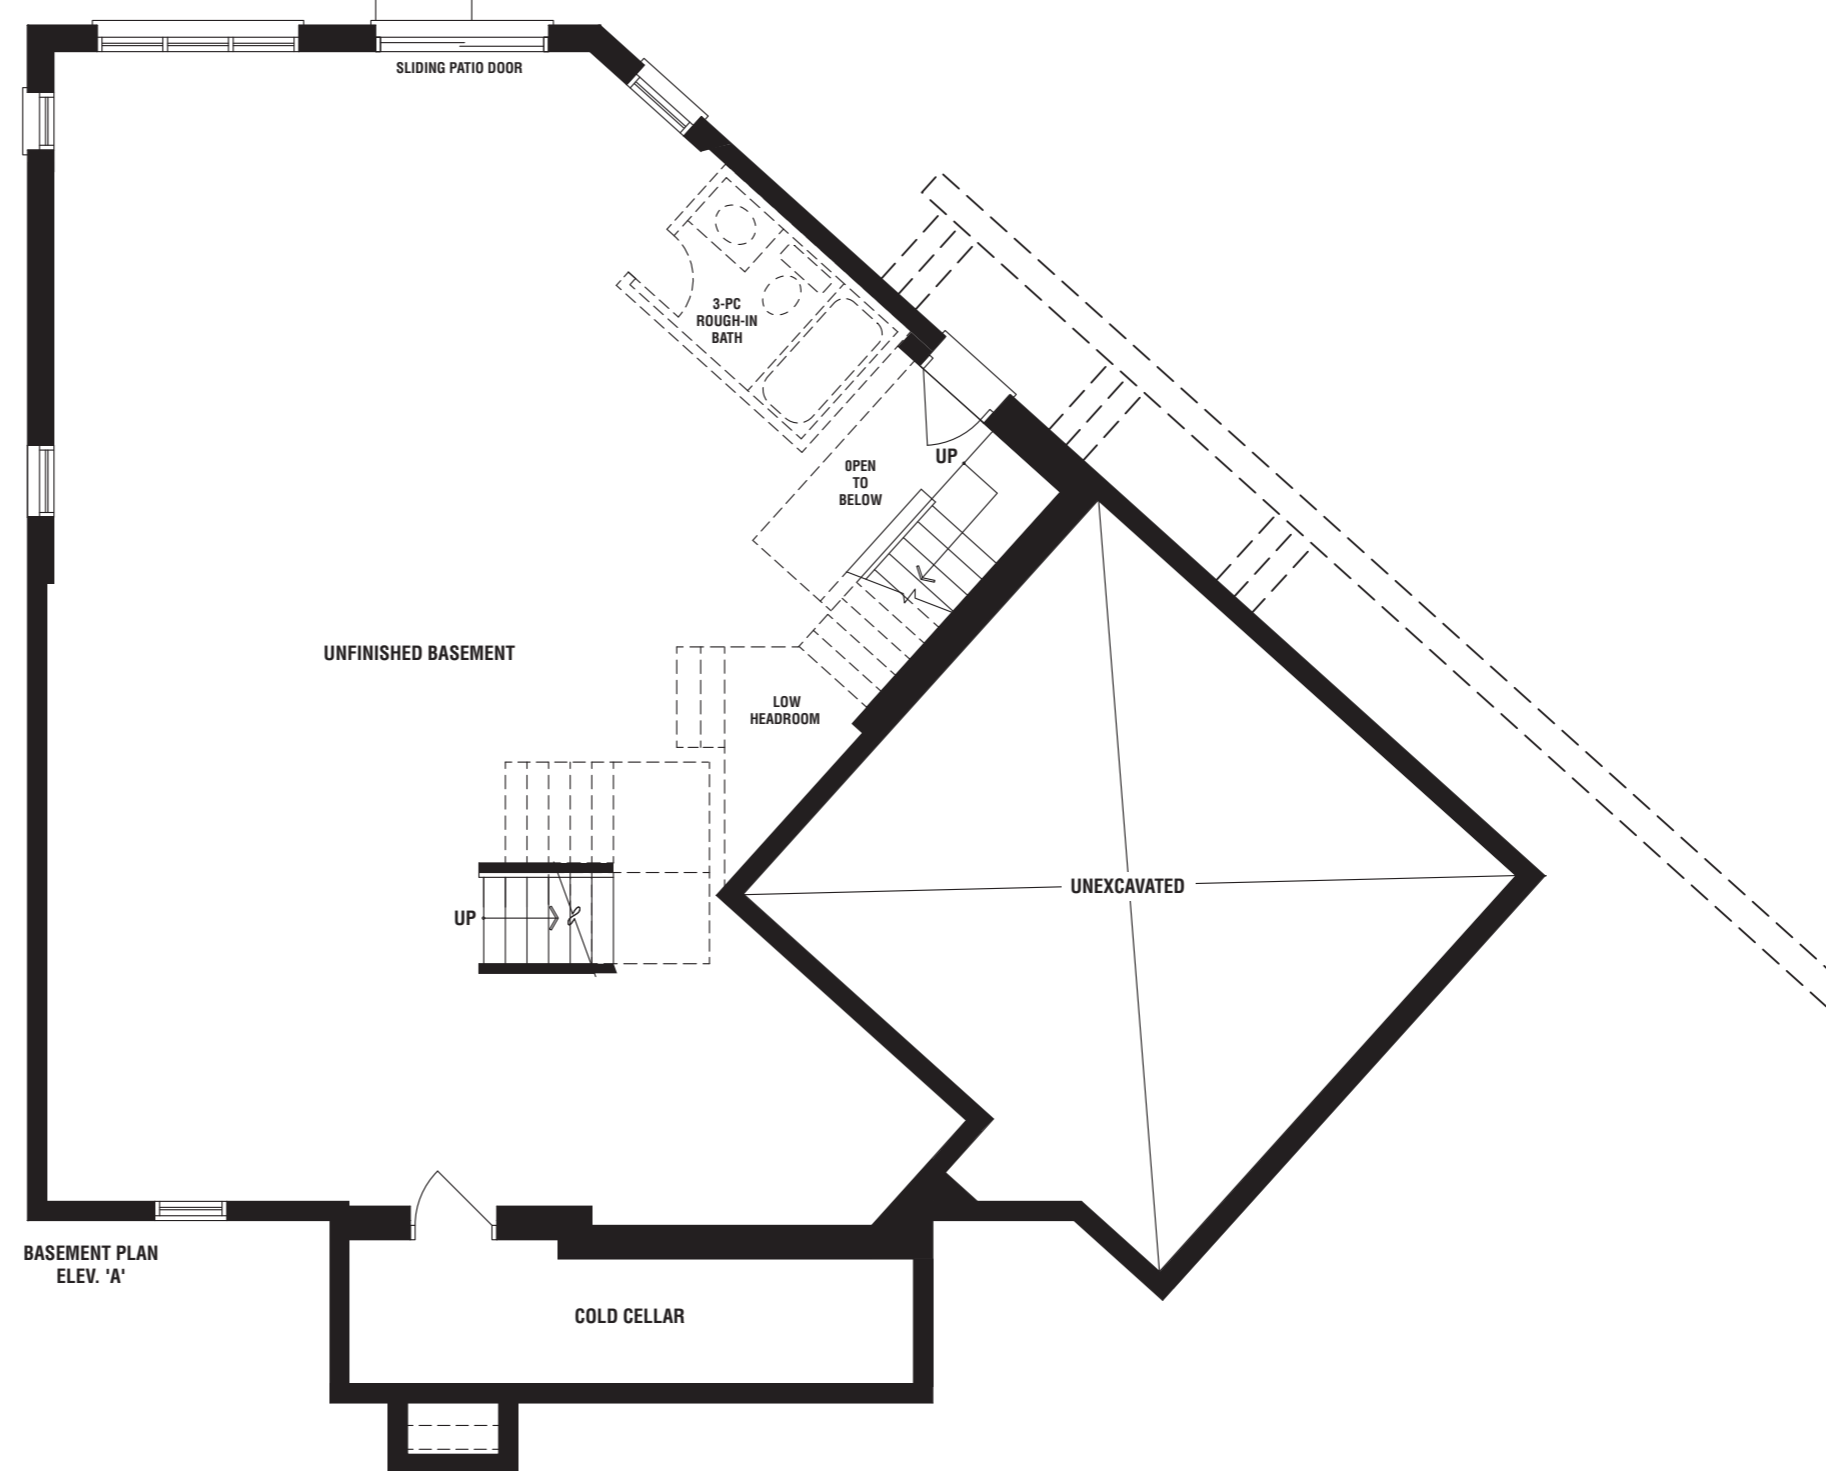 SLIDING PATIO DOOR
3-PC
ROUGH-IN
BATH
UP
OPEN
TO
BELOW
UNFINISHED BASEMENT
LOW
HEADROOM
UNEXCAVATED
UP
BASEMENT PLAN
ELEV. 'A'
COLD CELLAR